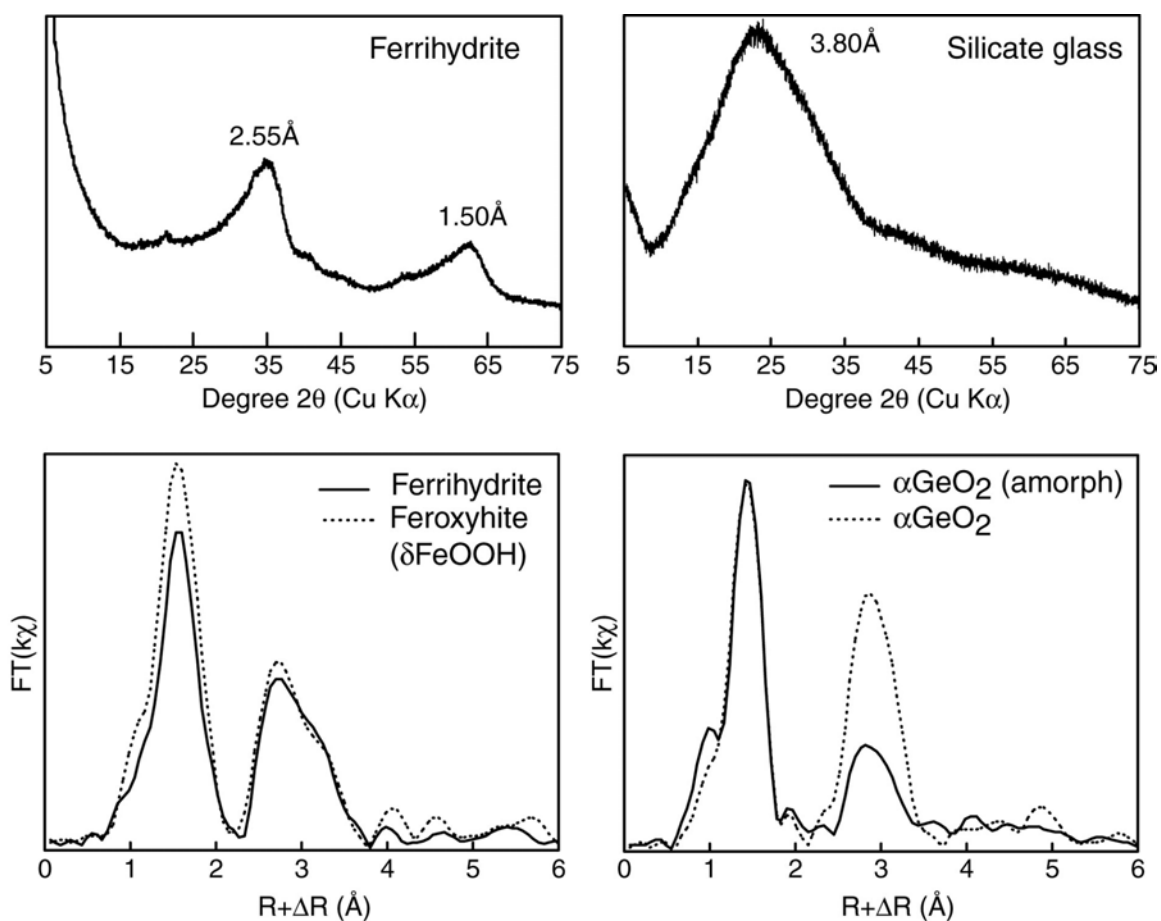 Ferrihydrite
2.55Å
1.50Å
5 15 25 35 45 55 65 75
Degree 2θ (Cu Kα)
Silicate glass
3.80Å
5 15 25 35 45 55 65 75
Degree 2θ (Cu Kα)
Ferrihydrite
Feroxyhite
(δFeOOH)
FT(kχ)
0 1 2 3 4 5 6
R+ΔR (Å)
αGeO2 (amorph)
αGeO2
FT(kχ)
0 1 2 3 4 5 6
R+ΔR (Å)